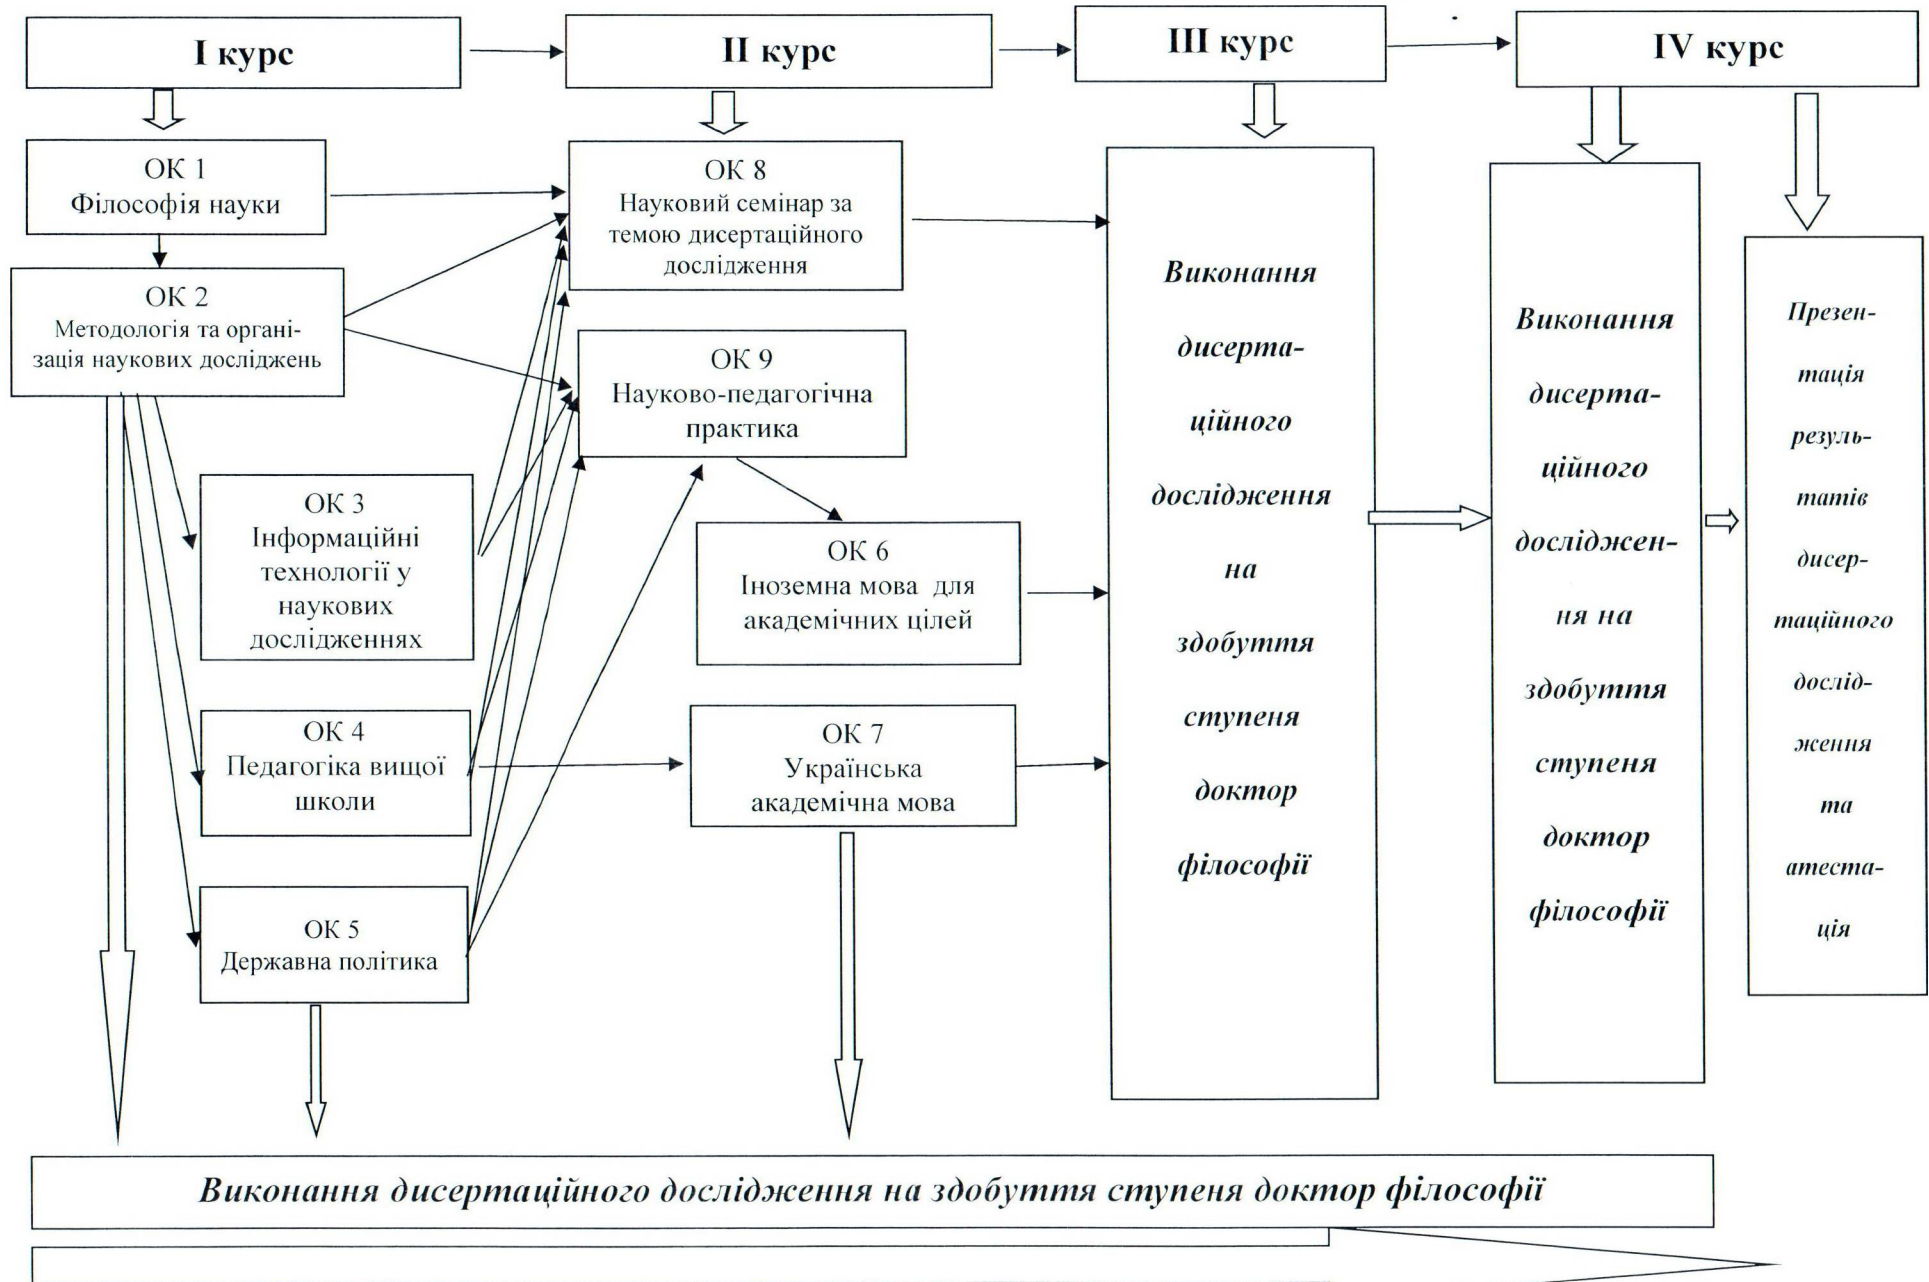 I курс
II курс
III курс
IV курс
ОК 1
Філософія науки
ОК 2
Методологія та органі-
зація наукових досліджень
ОК 3
Інформаційні
технології у
наукових
дослідженнях
ОК 4
Педагогіка вищої
школи
ОК 5
Державна політика
ОК 8
Науковий семінар за
темою дисертаційного
дослідження
ОК 9
Науково-педагогічна
практика
ОК 6
Іноземна мова для
академічних цілей
ОК 7
Українська
академічна мова
Виконання
дисерта-
ційного
дослідження
на
здобуття
ступеня
доктор
філософії
Виконання
дисерта-
ційного
досліджен-
ня на
здобуття
ступеня
доктор
філософії
Презен-
тація
резуль-
татів
дисер-
таційного
дослід-
ження
та
атеста-
ція
Виконання дисертаційного дослідження на здобуття ступеня доктор філософії